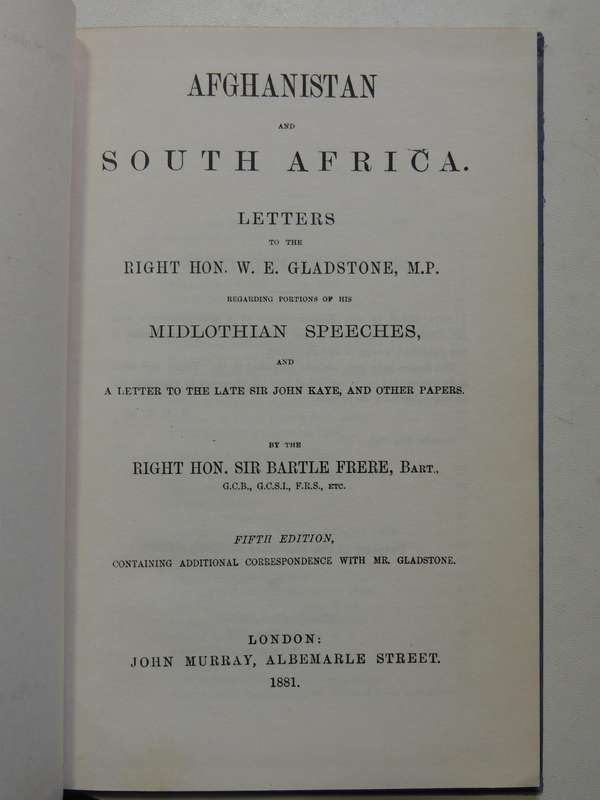 AFGHANISTAN
AND
SOUTH AFRICA.
LETTERS
TO THE
RIGHT HON. W. E. GLADSTONE, M.P.
REGARDING PORTIONS OF HIS
MIDLOTHIAN SPEECHES,
AND
A LETTER TO THE LATE SIR JOHN KAYE, AND OTHER PAPERS.
BY THE
RIGHT HON. SIR BARTLE FRERE, BART.,
G.C.B., G.C.S.I., F.R.S., ETC.
FIFTH EDITION,
CONTAINING ADDITIONAL CORRESPONDENCE WITH MR. GLADSTONE.
LONDON:
JOHN MURRAY, ALBEMARLE STREET.
1881.